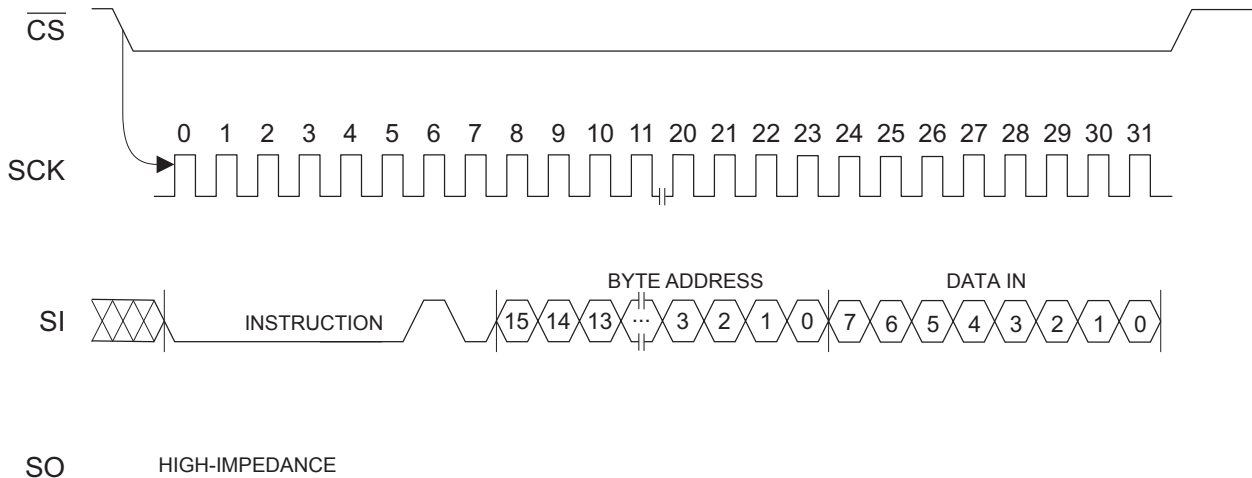 CS
0 1 2 3 4 5 6 7 8 9 10 11 20 21 22 23 24 25 26 27 28 29 30 31
SCK
BYTE ADDRESS DATA IN
SI INSTRUCTION 15 14 13 ... 3 2 1 0 7 6 5 4 3 2 1 0
SO HIGH-IMPEDANCE